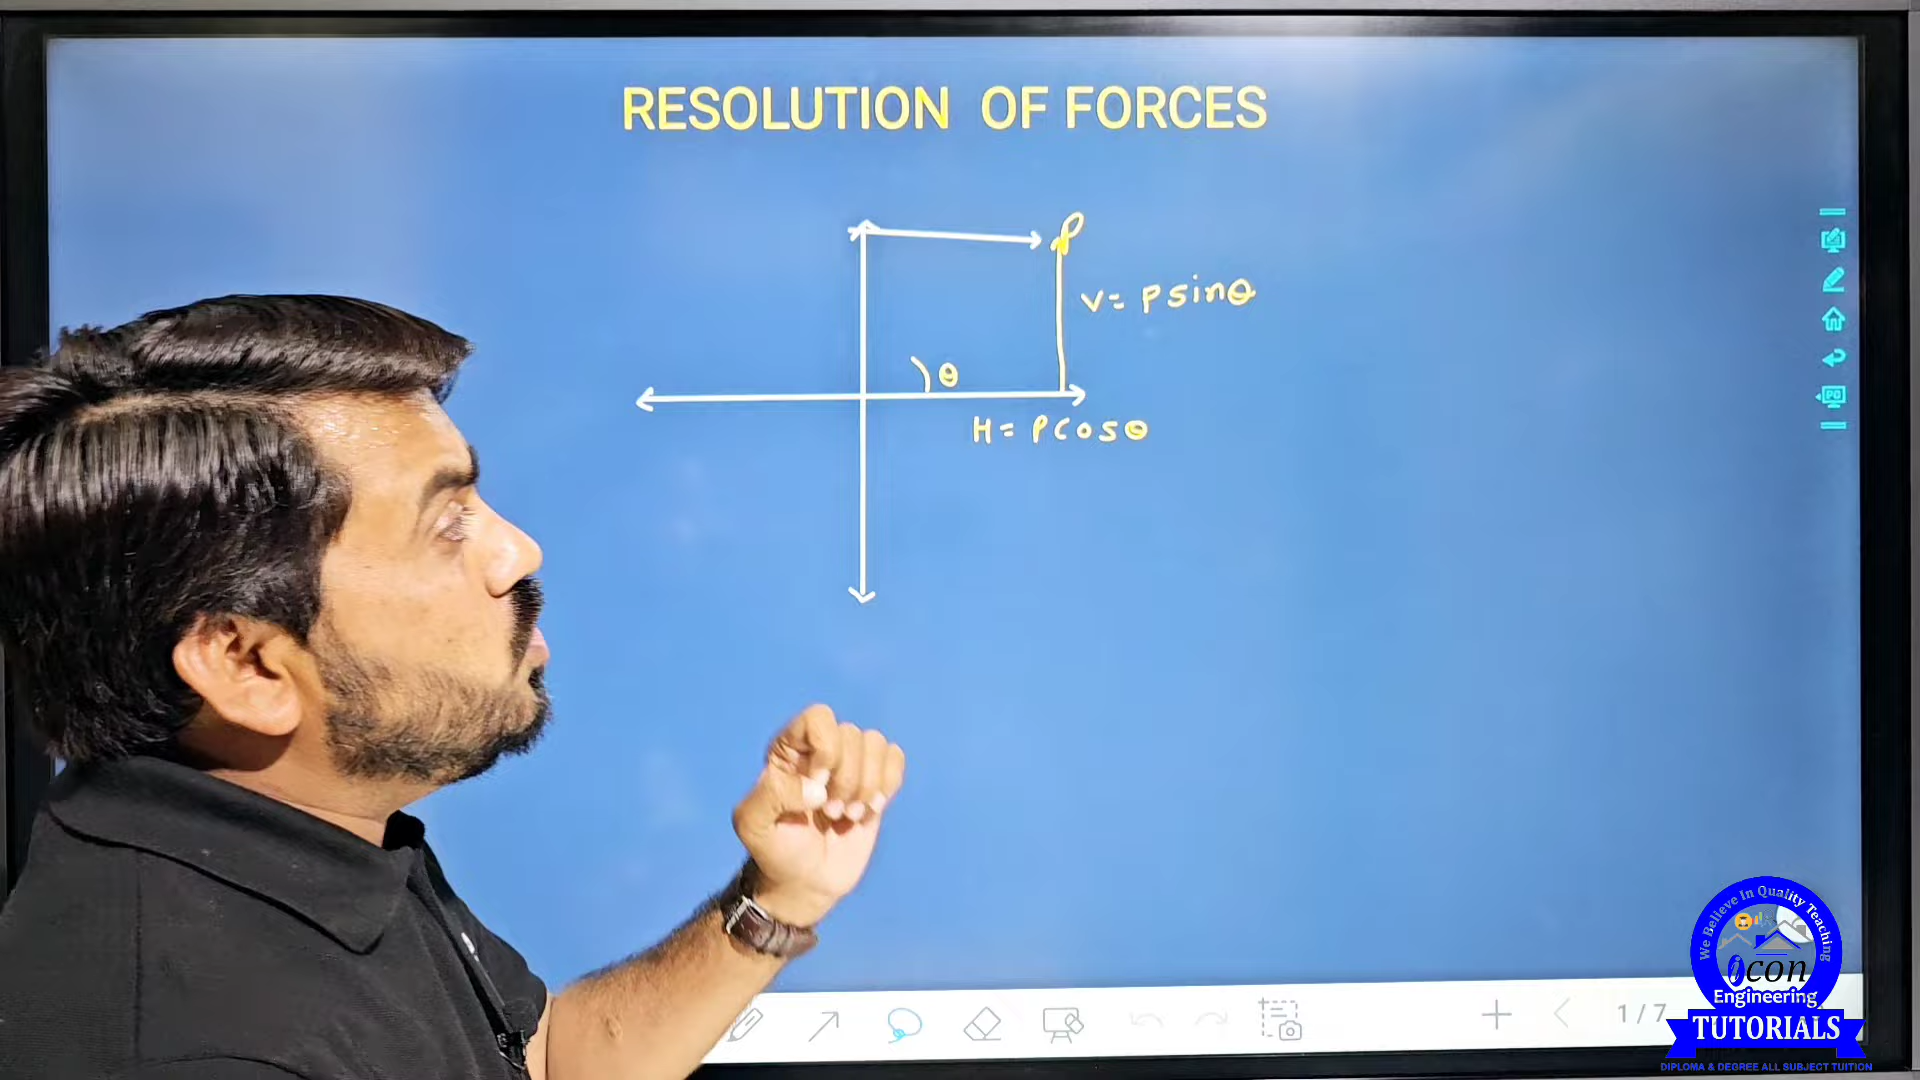 RESOLUTION OF FORCES
P
V= PSinθ
θ
H= PCosθ
1/7
We Believe In Quality Teaching
icon
Engineering
TUTORIALS
DIPLOMA & DEGREE ALL SUBJECT TUITION